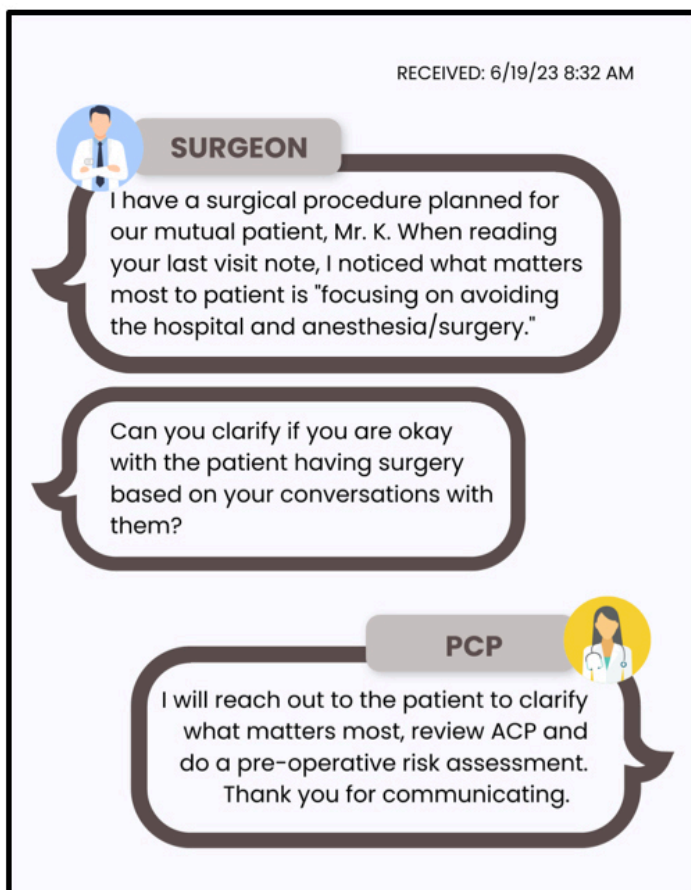 RECEIVED: 6/19/23 8:32 AM
SURGEON
I have a surgical procedure planned for
our mutual patient, Mr. K. When reading
your last visit note, I noticed what matters
most to patient is "focusing on avoiding
the hospital and anesthesia/surgery."
Can you clarify if you are okay
with the patient having surgery
based on your conversations with
them?
PCP
I will reach out to the patient to clarify
what matters most, review ACP and
do a pre-operative risk assessment.
Thank you for communicating.